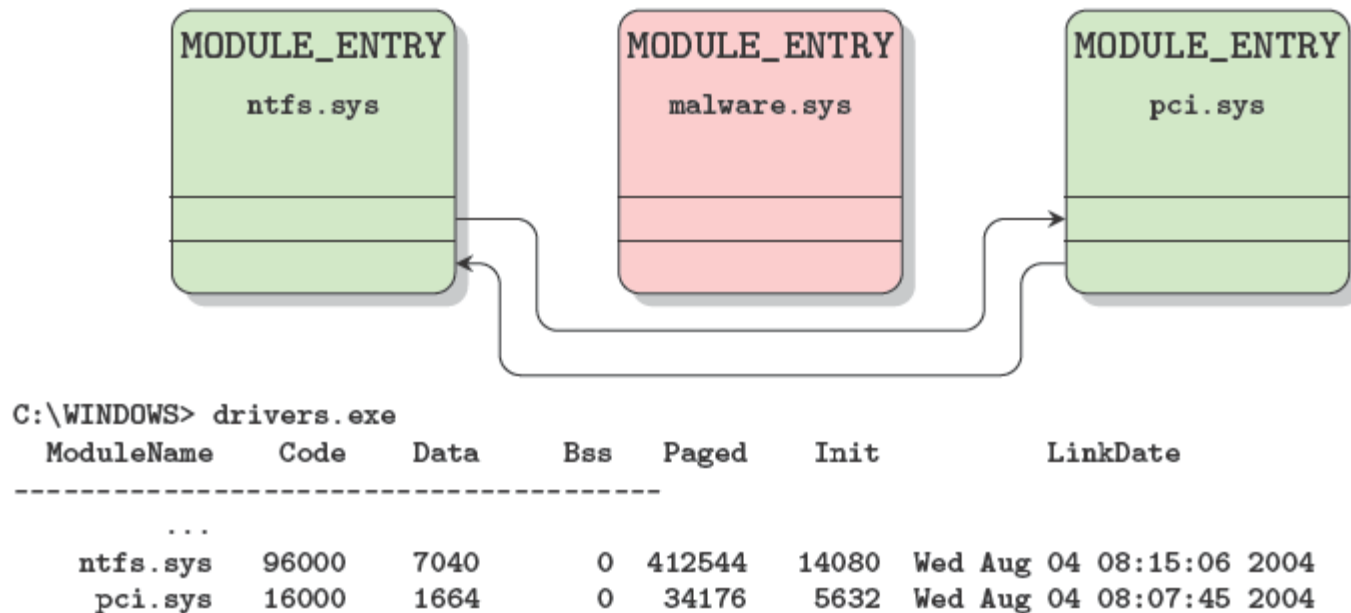 MODULE_ENTRY MODULE_ENTRY MODULE_ENTRY
ntfs.sys malware.sys pci.sys
C:\WINDOWS> drivers.exe
ModuleName Code Data Bss Paged Init LinkDate
----------------------------------------
...
ntfs.sys 96000 7040 0 412544 14080 Wed Aug 04 08:15:06 2004
pci.sys 16000 1664 0 34176 5632 Wed Aug 04 08:07:45 2004